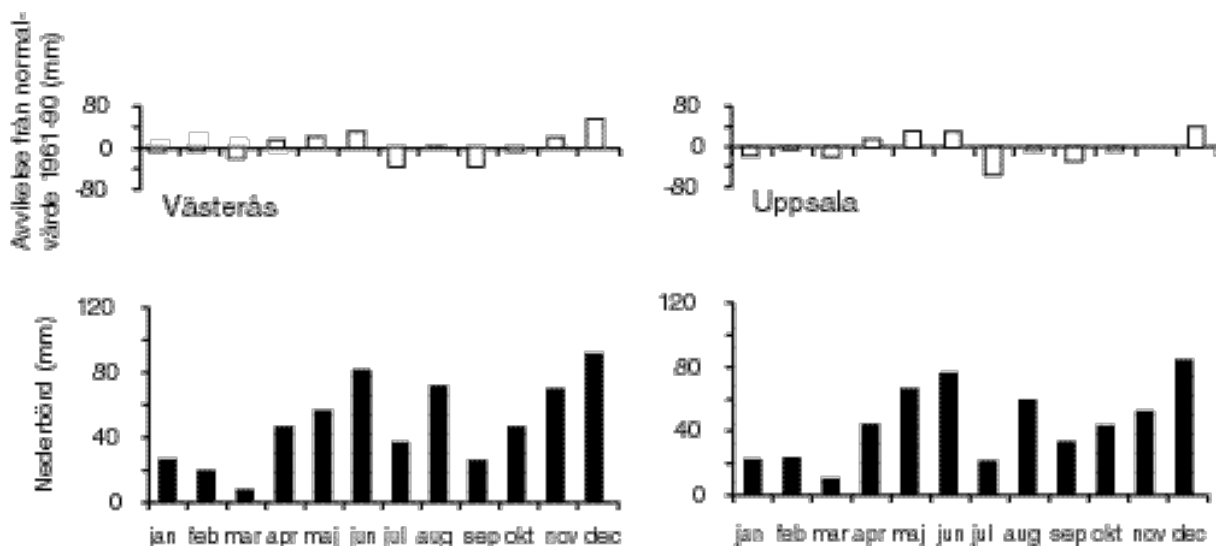 Avvikelse från normal-
värde 1961-90 (mm)
80
0
-80
Västerås
80
0
-80
Uppsala
Nederbörd (mm)
120
80
40
0
jan feb mar apr maj jun jul aug sep okt nov dec
120
80
40
0
jan feb mar apr maj jun jul aug sep okt nov dec